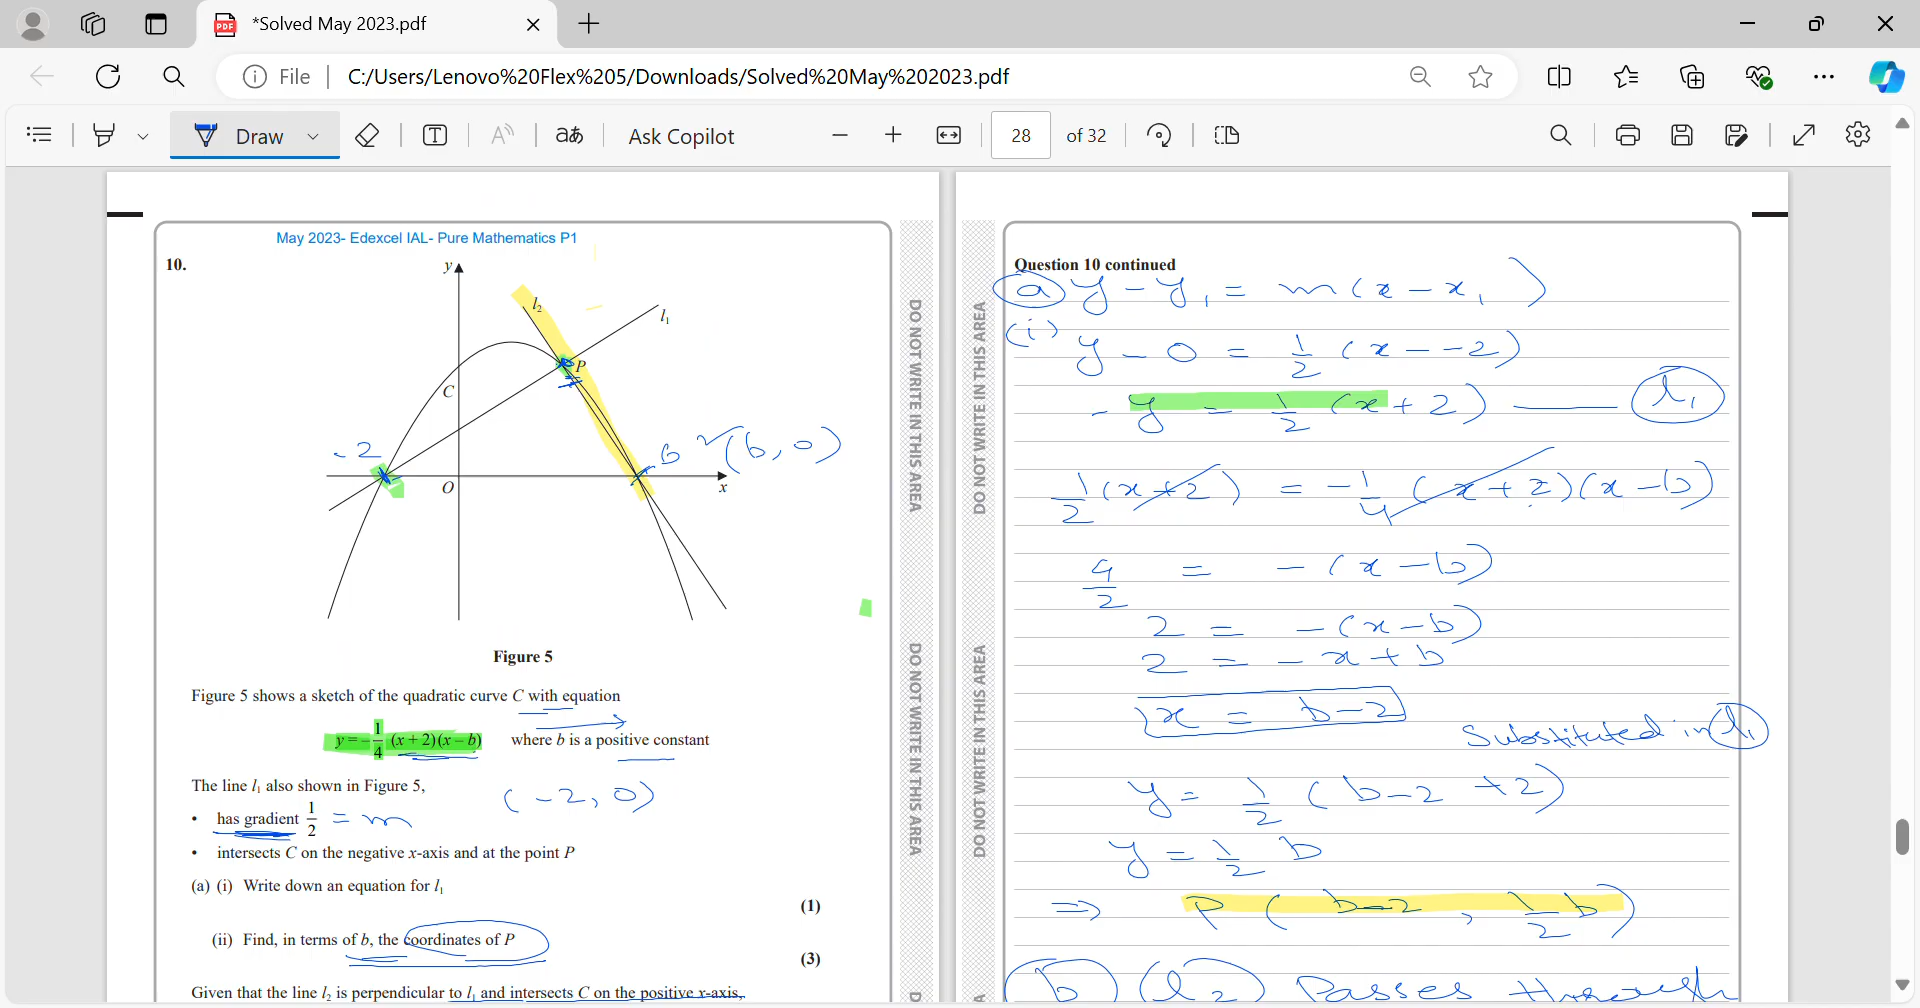 *Solved May 2023.pdf
File
C:/Users/Lenovo%20Flex%205/Downloads/Solved%20May%202023.pdf
Draw
T
A
aあ
Ask Copilot
28
of 32
May 2023- Edexcel IAL- Pure Mathematics P1
10.
y
l₂
l₁
P
C
-2
6
(b, 0)
O
x
Figure 5
Figure 5 shows a sketch of the quadratic curve C with equation
y = -1/4 (x + 2)(x – b) where b is a positive constant
The line l₁ also shown in Figure 5,
(-2, 0)
• has gradient 1/2 = m
• intersects C on the negative x-axis and at the point P
(a) (i) Write down an equation for l₁
(1)
(ii) Find, in terms of b, the coordinates of P
(3)
Given that the line l₂ is perpendicular to l₁ and intersects C on the positive x-axis,
DO NOT WRITE IN THIS AREA
DO NOT WRITE IN THIS AREA
DO NOT WRITE IN THIS AREA
DO NOT WRITE IN THIS AREA
Question 10 continued
(a) y - y₁ = m(x - x₁)
(i) y - 0 = 1/2 (x - -2)
- y = 1/2 (x + 2) — l₁
1/2 (x+2) = -1/4 (x+2)(x-b)
4/2 = -(x-b)
2 = -(x-b)
2 = -x+b
x = b-2
Substituted in l₁
y = 1/2 (b-2+2)
y = 1/2 b
=> P (b-2, 1/2 b)
(b) (l₂) Passes through